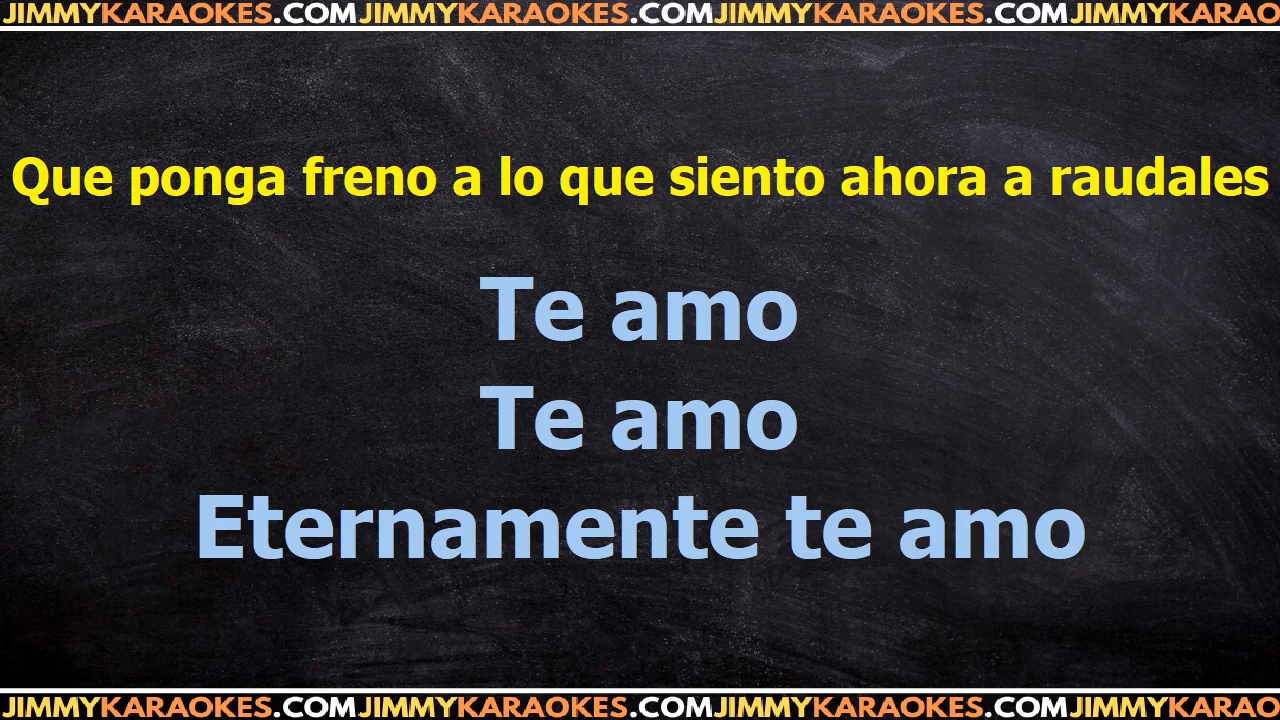 JIMMYKARAOKES.COMJIMMYKARAOKES.COMJIMMYKARAOKES.COMJIMMYKARAO
Que ponga freno a lo que siento ahora a raudales
Te amo
Te amo
Eternamente te amo
JIMMYKARAOKES.COMJIMMYKARAOKES.COMJIMMYKARAOKES.COMJIMMYKARAO